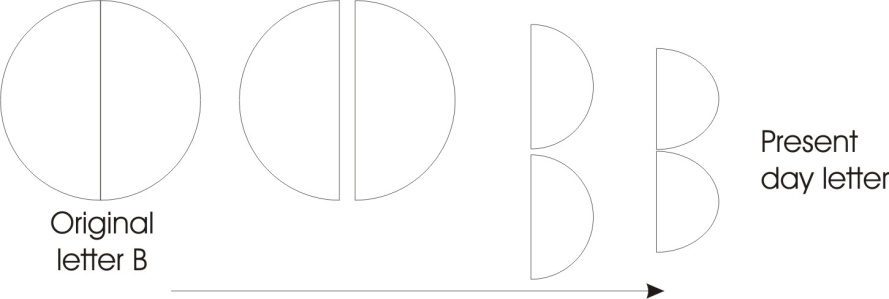 Original
letter B
Present
day letter